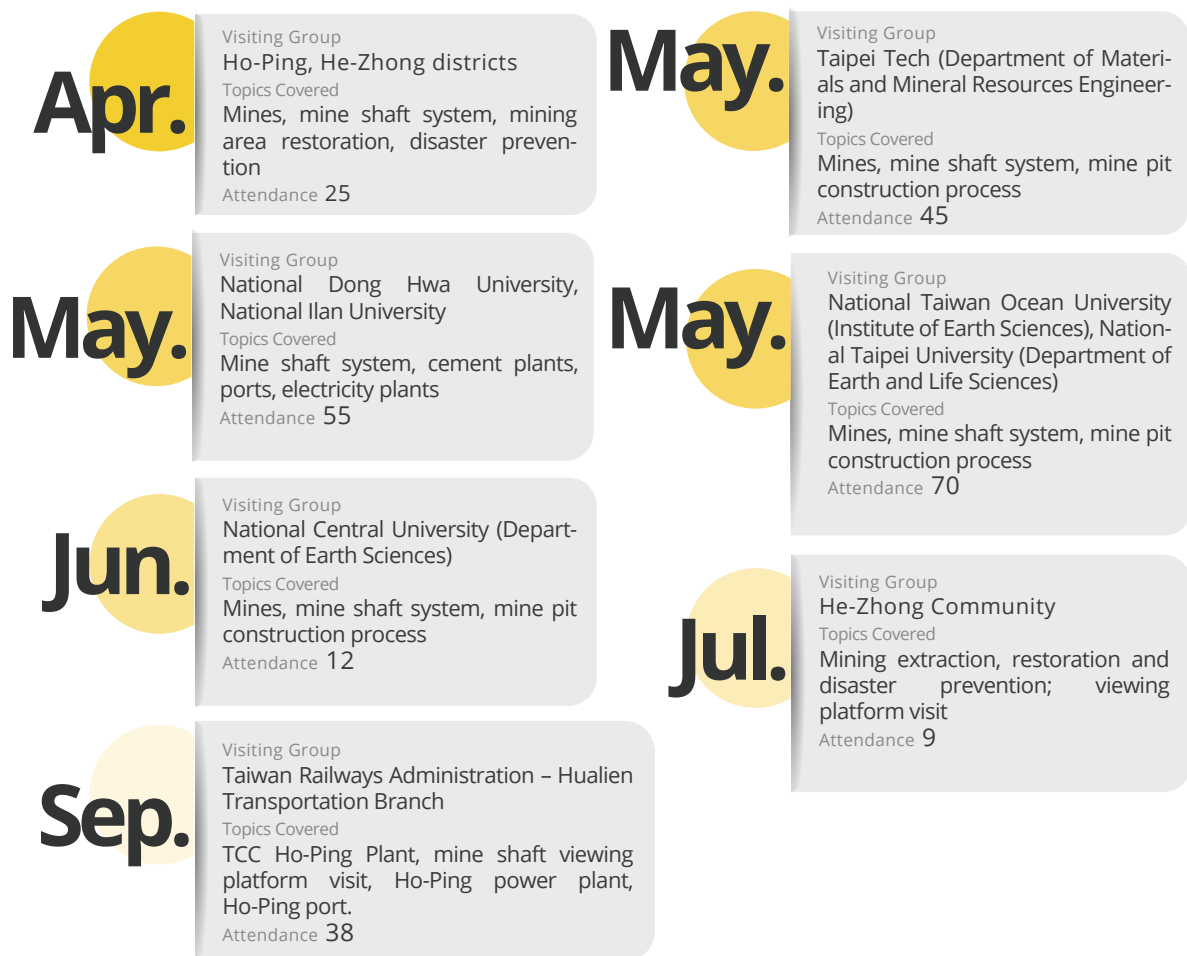 Apr.
Visiting Group
Ho-Ping, He-Zhong districts
Topics Covered
Mines, mine shaft system, mining
area restoration, disaster preven-
tion
Attendance 25
May.
Visiting Group
Taipei Tech (Department of Materi-
als and Mineral Resources Engineer-
ing)
Topics Covered
Mines, mine shaft system, mine pit
construction process
Attendance 45
May.
Visiting Group
National Dong Hwa University,
National Ilan University
Topics Covered
Mine shaft system, cement plants,
ports, electricity plants
Attendance 55
May.
Visiting Group
National Taiwan Ocean University
(Institute of Earth Sciences), Nation-
al Taipei University (Department of
Earth and Life Sciences)
Topics Covered
Mines, mine shaft system, mine pit
construction process
Attendance 70
Jun.
Visiting Group
National Central University (Depart-
ment of Earth Sciences)
Topics Covered
Mines, mine shaft system, mine pit
construction process
Attendance 12
Jul.
Visiting Group
He-Zhong Community
Topics Covered
Mining extraction, restoration and
disaster prevention; viewing
platform visit
Attendance 9
Sep.
Visiting Group
Taiwan Railways Administration – Hualien
Transportation Branch
Topics Covered
TCC Ho-Ping Plant, mine shaft viewing
platform visit, Ho-Ping power plant,
Ho-Ping port.
Attendance 38